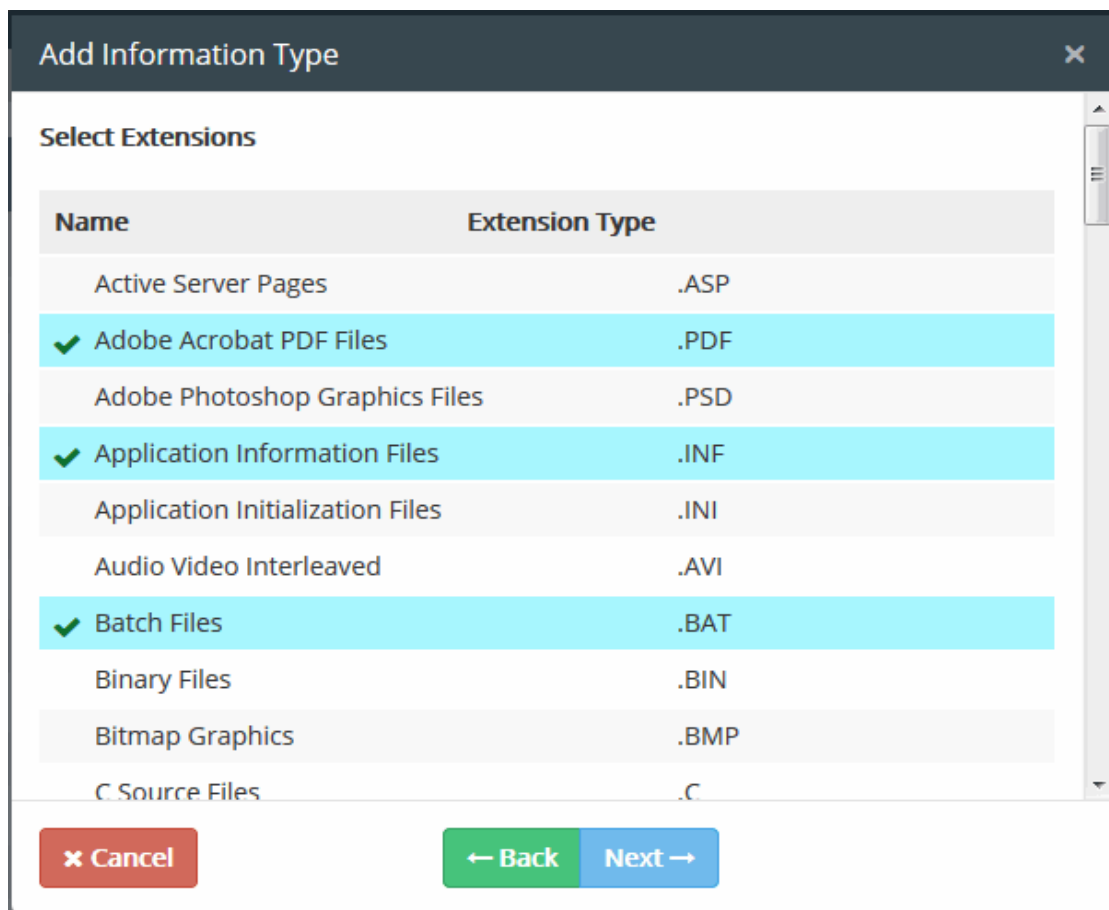 Add Information Type ×
Select Extensions
Name Extension Type
Active Server Pages .ASP
Adobe Acrobat PDF Files .PDF
Adobe Photoshop Graphics Files .PSD
Application Information Files .INF
Application Initialization Files .INI
Audio Video Interleaved .AVI
Batch Files .BAT
Binary Files .BIN
Bitmap Graphics .BMP
C Source Files .C
× Cancel ← Back Next →